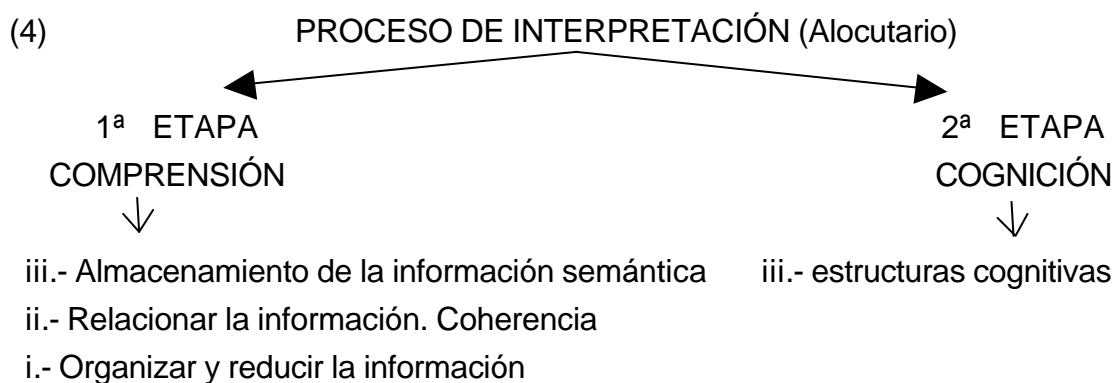 (4) PROCESO DE INTERPRETACIÓN (Alocutario)
1ª ETAPA 2ª ETAPA
COMPRENSIÓN COGNICIÓN
iii.- Almacenamiento de la información semántica iii.- estructuras cognitivas
ii.- Relacionar la información. Coherencia
i.- Organizar y reducir la información